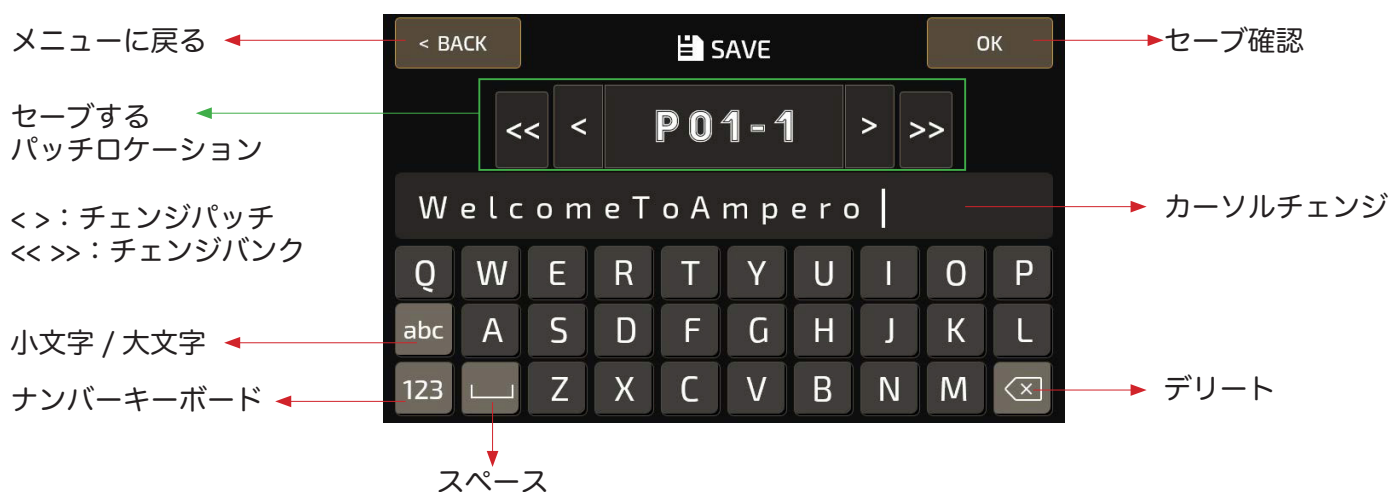 メニューに戻る
< BACK
SAVE
OK
セーブ確認
セーブする
パッチロケーション
<< < P01-1 > >>
< >：チェンジパッチ
<< >>：チェンジバンク
WelcomeToAmpero
カーソルチェンジ
Q W E R T Y U I O P
小文字 / 大文字
abc A S D F G H J K L
ナンバーキーボード
123 Z X C V B N M
デリート
スペース